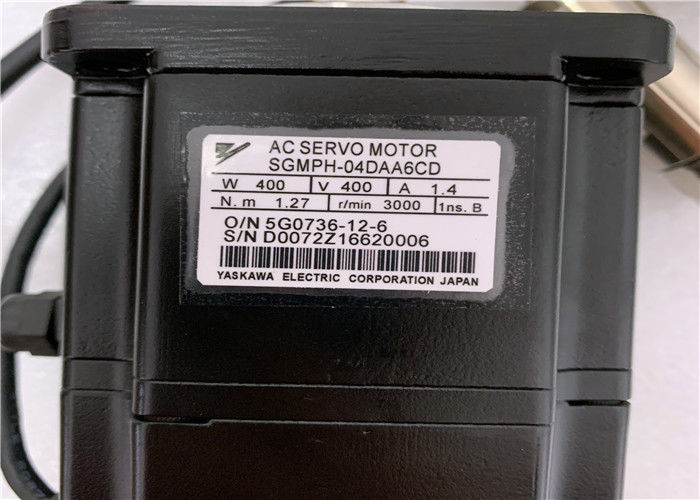 AC SERVO MOTOR
SGMPH-04DAA6CD
W 400 V 400 A 1.4
N.m 1.27 r/min 3000 1ns. B
O/N 5G0736-12-6
S/N D0072Z16620006
YASKAWA ELECTRIC CORPORATION JAPAN